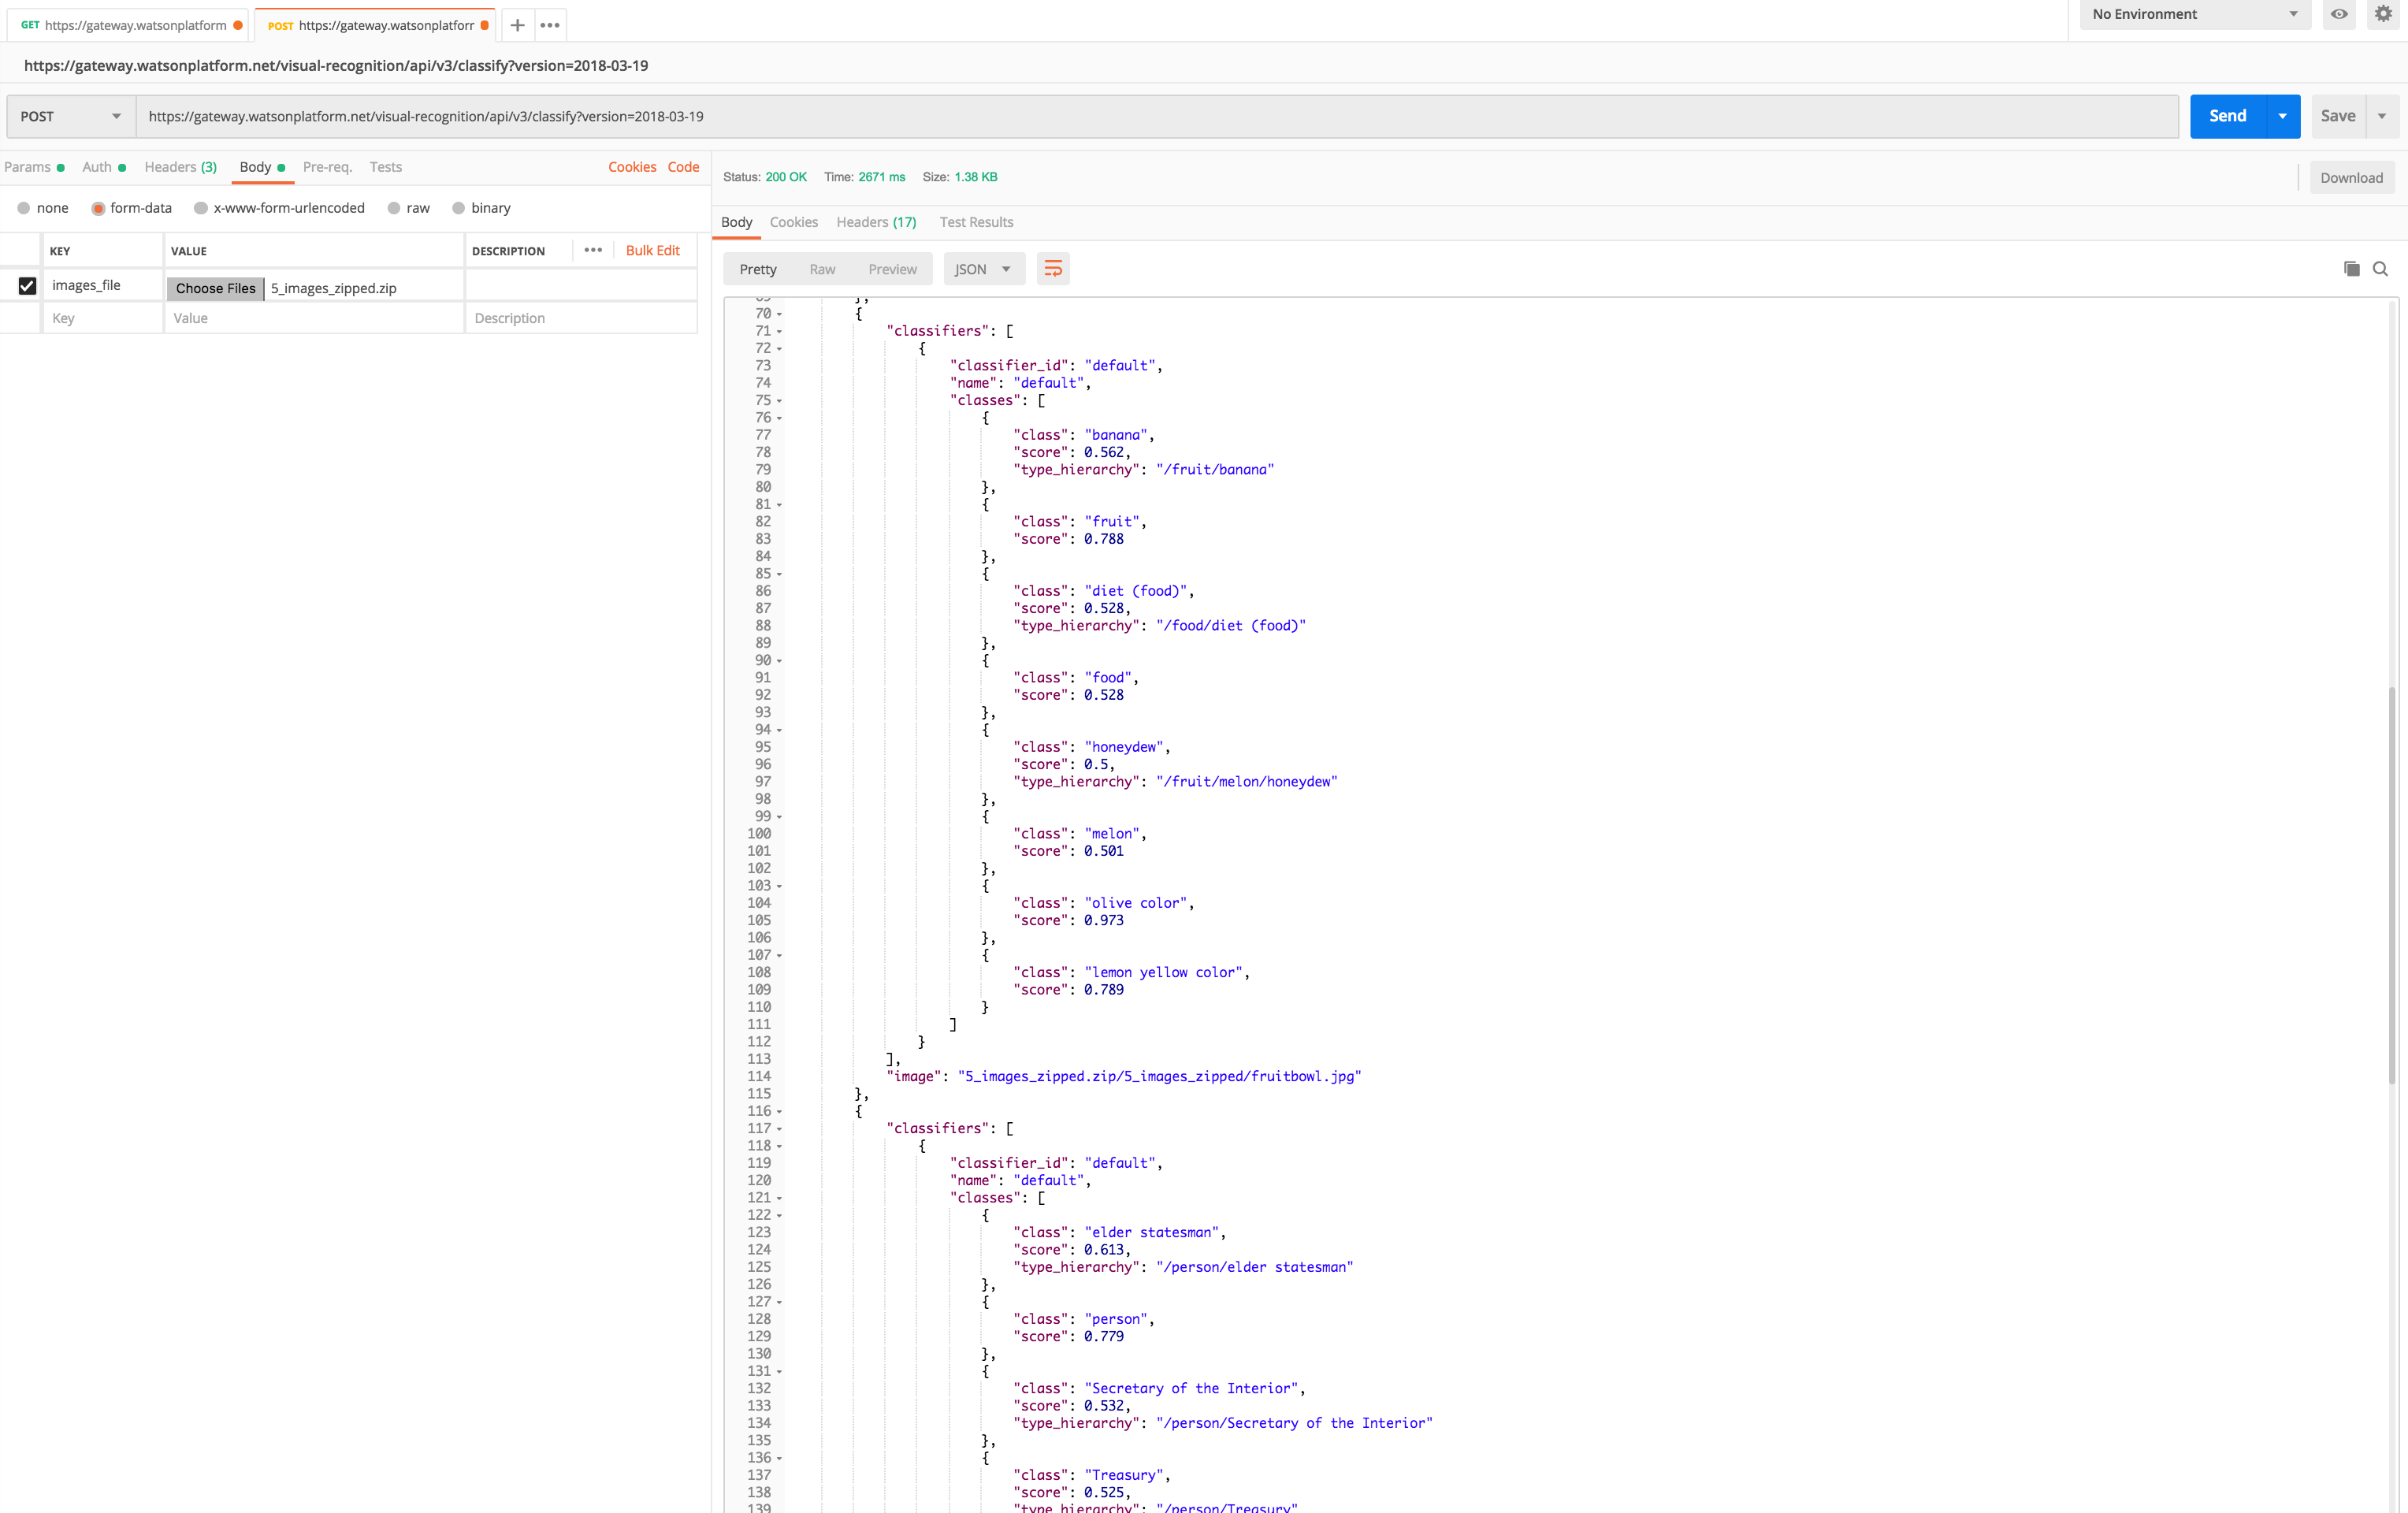 GET https://gateway.watsonplatform
POST https://gateway.watsonplatforr
No Environment
https://gateway.watsonplatform.net/visual-recognition/api/v3/classify?version=2018-03-19
POST https://gateway.watsonplatform.net/visual-recognition/api/v3/classify?version=2018-03-19 Send Save
Params Auth Headers (3) Body Pre-req. Tests Cookies Code
none form-data x-www-form-urlencoded raw binary
KEY VALUE DESCRIPTION ••• Bulk Edit
images_file Choose Files 5_images_zipped.zip
Key Value Description
Status: 200 OK Time: 2671 ms Size: 1.38 KB Download
Body Cookies Headers (17) Test Results
Pretty Raw Preview JSON
69 },
70 {
71 "classifiers": [
72 {
73 "classifier_id": "default",
74 "name": "default",
75 "classes": [
76 {
77 "class": "banana",
78 "score": 0.562,
79 "type_hierarchy": "/fruit/banana"
80 },
81 {
82 "class": "fruit",
83 "score": 0.788
84 },
85 {
86 "class": "diet (food)",
87 "score": 0.528,
88 "type_hierarchy": "/food/diet (food)"
89 },
90 {
91 "class": "food",
92 "score": 0.528
93 },
94 {
95 "class": "honeydew",
96 "score": 0.5,
97 "type_hierarchy": "/fruit/melon/honeydew"
98 },
99 {
100 "class": "melon",
101 "score": 0.501
102 },
103 {
104 "class": "olive color",
105 "score": 0.973
106 },
107 {
108 "class": "lemon yellow color",
109 "score": 0.789
110 }
111 ]
112 }
113 ],
114 "image": "5_images_zipped.zip/5_images_zipped/fruitbowl.jpg"
115 },
116 {
117 "classifiers": [
118 {
119 "classifier_id": "default",
120 "name": "default",
121 "classes": [
122 {
123 "class": "elder statesman",
124 "score": 0.613,
125 "type_hierarchy": "/person/elder statesman"
126 },
127 {
128 "class": "person",
129 "score": 0.779
130 },
131 {
132 "class": "Secretary of the Interior",
133 "score": 0.532,
134 "type_hierarchy": "/person/Secretary of the Interior"
135 },
136 {
137 "class": "Treasury",
138 "score": 0.525,
139 "type_hierarchy": "/person/Treasury"